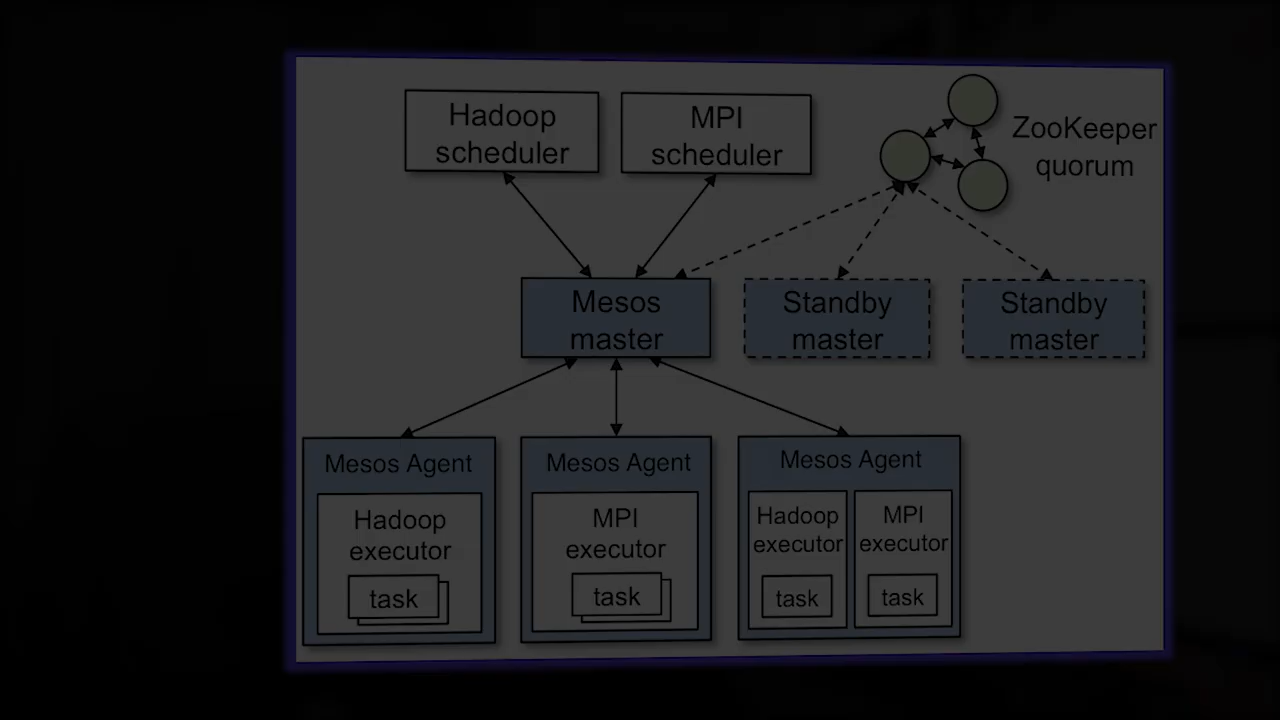 Hadoop
scheduler
MPI
scheduler
ZooKeeper
quorum
Mesos
master
Standby
master
Standby
master
Mesos Agent
Hadoop
executor
task
Mesos Agent
MPI
executor
task
Mesos Agent
Hadoop
executor
task
MPI
executor
task